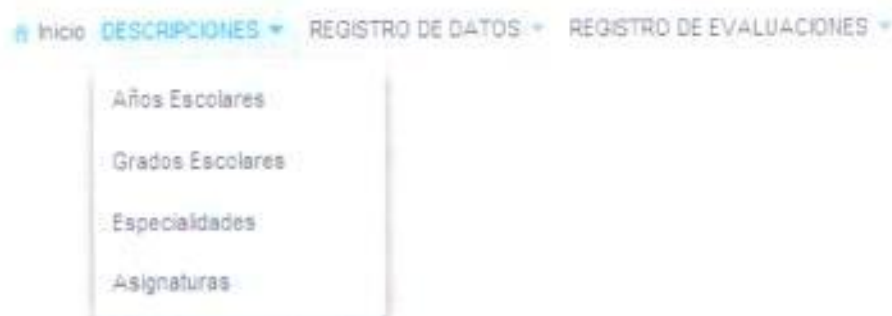 Inicio DESCRIPCIONES REGISTRO DE DATOS REGISTRO DE EVALUACIONES
Años Escolares
Grados Escolares
Especialidades
Asignaturas